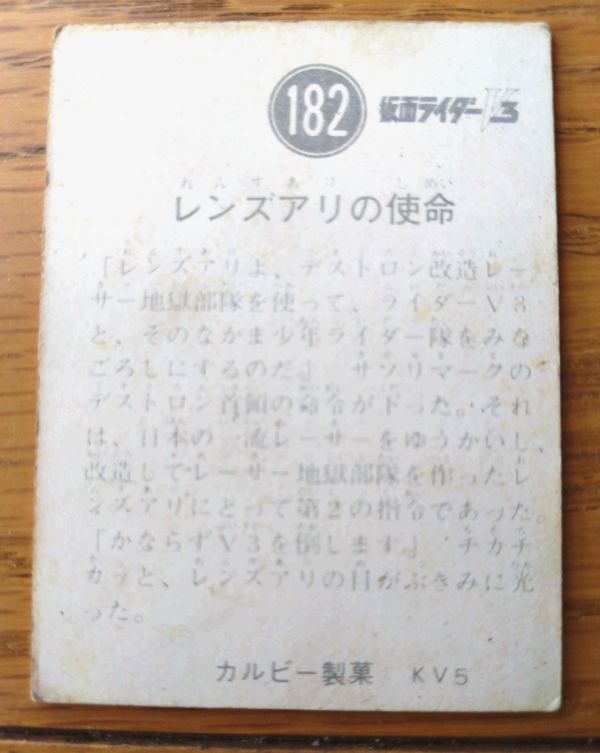 182 仮面ライダーV3
れんずあり しめい
レンズアリの使命
「レンズアリよ、デストロン改造レー
サー地獄部隊を使って、ライダーV3
と、そのなかま少年ライダー隊をみな
ごろしにするのだ。」 サソリマークの
デストロン首領の命令が下った。それ
は、日本の一流レーサーをゆうかいし、
改造してレーサー地獄部隊を作ったレ
ンズアリにとって第2の指令であった。
「かならずV3を倒します」 チカチ
カッと、レンズアリの目がぶきみに光
った。
カルビー製菓 KV5